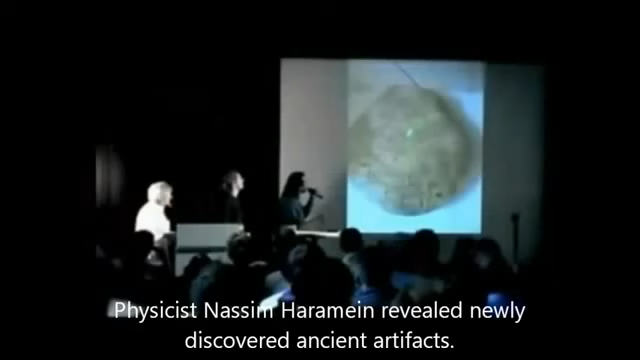 Physicist Nassim Haramein revealed newly
discovered ancient artifacts.